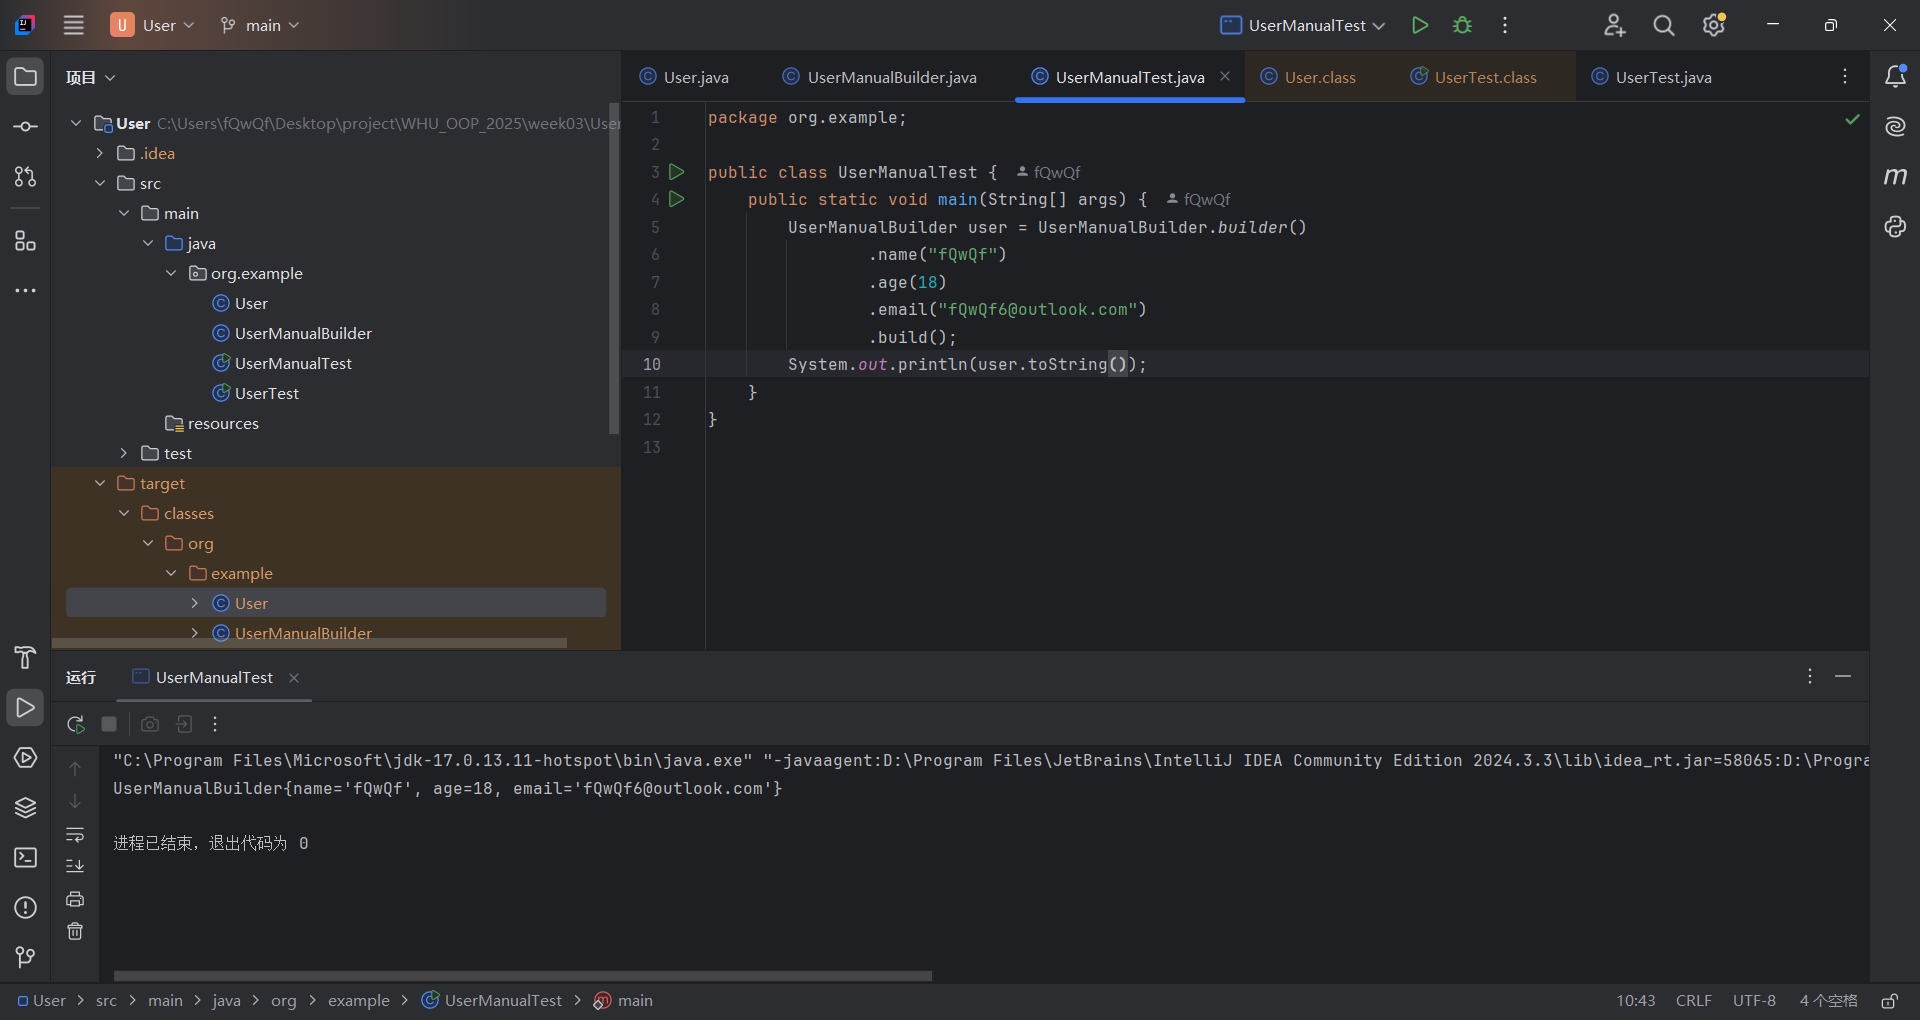 U User main UserManualTest
项目
User C:\Users\fQwQf\Desktop\project\WHU_OOP_2025\week03\User
.idea
src
main
java
org.example
User
UserManualBuilder
UserManualTest
UserTest
resources
test
target
classes
org
example
User
UserManualBuilder
User.java UserManualBuilder.java UserManualTest.java User.class UserTest.class UserTest.java
1 package org.example;
2
3 public class UserManualTest { fQwQf
4 public static void main(String[] args) { fQwQf
5 UserManualBuilder user = UserManualBuilder.builder()
6 .name("fQwQf")
7 .age(18)
8 .email("fQwQf6@outlook.com")
9 .build();
10 System.out.println(user.toString());
11 }
12 }
13
运行 UserManualTest
"C:\Program Files\Microsoft\jdk-17.0.13.11-hotspot\bin\java.exe" "-javaagent:D:\Program Files\JetBrains\IntelliJ IDEA Community Edition 2024.3.3\lib\idea_rt.jar=58065:D:\Progra
UserManualBuilder{name='fQwQf', age=18, email='fQwQf6@outlook.com'}
进程已结束，退出代码为 0
User > src > main > java > org > example > UserManualTest > main 10:43 CRLF UTF-8 4 个空格